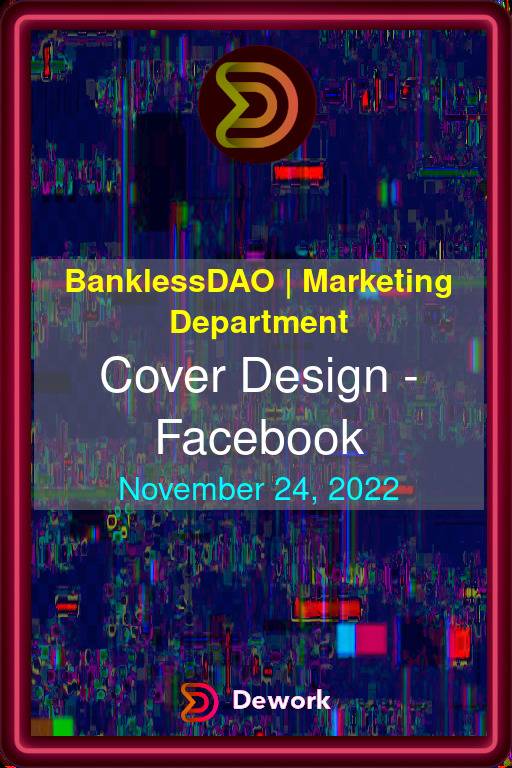 BanklessDAO | Marketing
Department
Cover Design -
Facebook
November 24, 2022
Dework